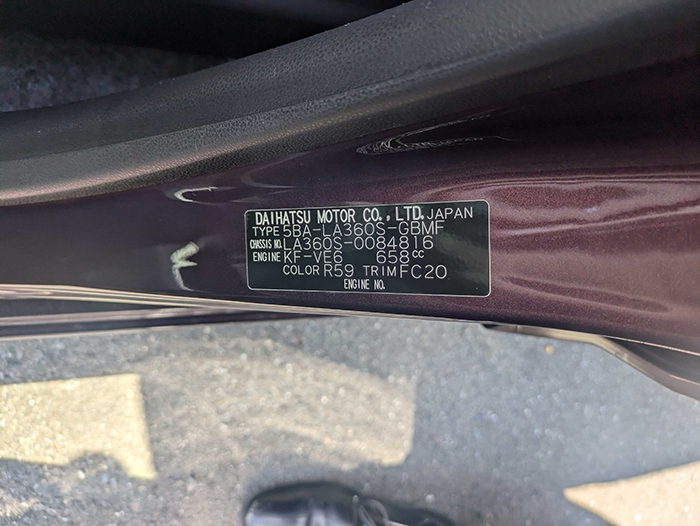 DAIHATSU MOTOR CO., LTD. JAPAN
TYPE 5BA-LA360S-GBMF
CHASSIS NO. LA360S-0084816
ENGINE KF-VE6 658cc
COLOR R59 TRIM FC20
ENGINE NO.